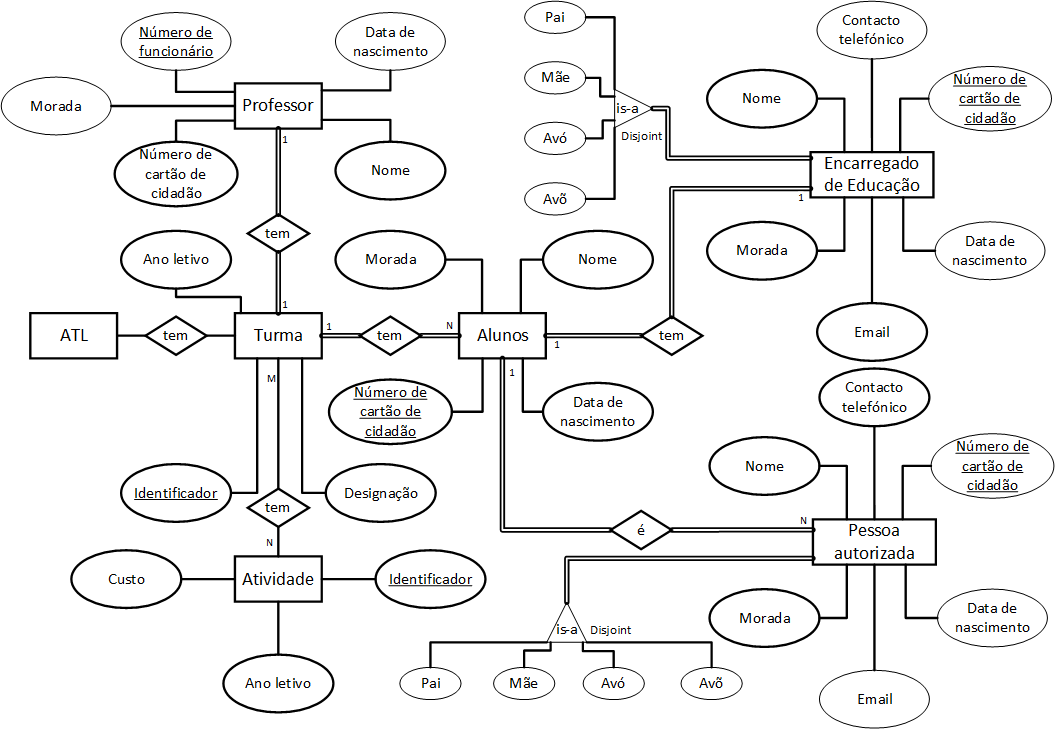 Pai
Contacto
telefónico
Número de
funcionário
Data de
nascimento
Mãe
Nome
Número de
cartão de
cidadão
Morada
Professor
is-a
Disjoint
1
Avó
Número de
cartão de
cidadão
Nome
Encarregado
de Educação
Avõ
1
tem
Morada
Data de
nascimento
Ano letivo
Morada
Nome
1
Email
ATL
tem
Turma
1
tem
N
Alunos
1
tem
1
M
Número de
cartão de
cidadão
Data de
nascimento
Contacto
telefónico
Nome
Número de
cartão de
cidadão
Identificador
tem
Designação
N
é
N
Pessoa
autorizada
Custo
Atividade
Identificador
Morada
Data de
nascimento
is-a
Disjoint
Ano letivo
Pai
Mãe
Avó
Avõ
Email